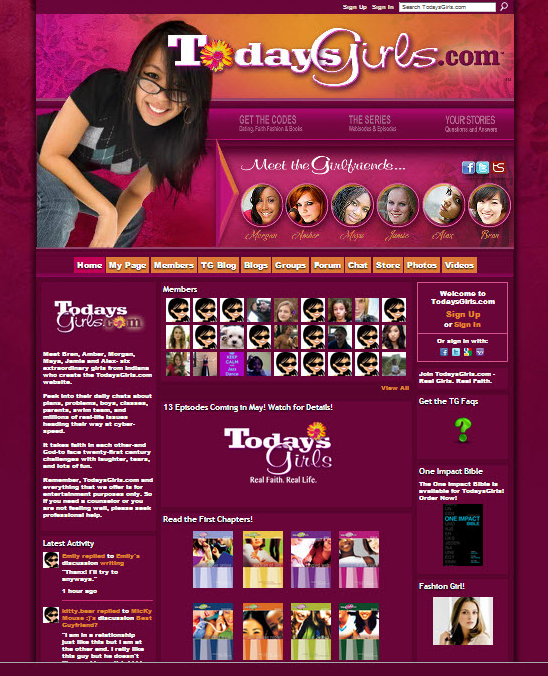 Sign Up Sign In Search TodaysGirls.com
TodaysGirls.com
GET THE CODES
Dating, Faith Fashion & Books
THE SERIES
Webisodes & Episodes
YOUR STORIES
Questions and Answers
Meet the Girlfriends...
Morgan Amber Maya Jamie Alex Bren
Home My Page Members TG Blog Blogs Groups Forum Chat Store Photos Videos
Todays
Girls.com
Meet Bren, Amber, Morgan,
Maya, Jamie and Alex- six
extraordinary girls from Indiana
who create the TodaysGirls.com
website.
Peek into their daily chats about
plans, problems, boys, classes,
parents, swim team, and
millions of real-life issues
heading their way at cyber-
speed.
It takes faith in each other-and
God-to face twenty-first century
challenges with laughter, tears,
and lots of fun.
Remember, TodaysGirls.com and
everything that we offer is for
entertainment purposes only. So
if you need a counselor or you
are not feeling well, please seek
professional help.
Latest Activity
Emily replied to Emily's
discussion writing
"Thanx! I'll try to
anyways."
1 hour ago
kitty.bear replied to MicKy
Mouse :)'s discussion Best
Guyfriend?
"I am in a relationship
just like this but I am at
the other end. I relly like
this guy but he doesn't
Members
KEEP
CALM
Jazz
Dance
View All
13 Episodes Coming in May! Watch for Details!
Todays
Girls
Real Faith. Real Life.
Read the First Chapters!
Welcome to
TodaysGirls.com
Sign Up
or Sign In
Or sign in with:
Join TodaysGirls.com -
Real Girls. Real Faith.
Get the TG Faqs
One Impact Bible
The One Impact Bible is
available for TodaysGirls!
Order Now!
ONE IMPACT
BIBLE
Fashion Girl!